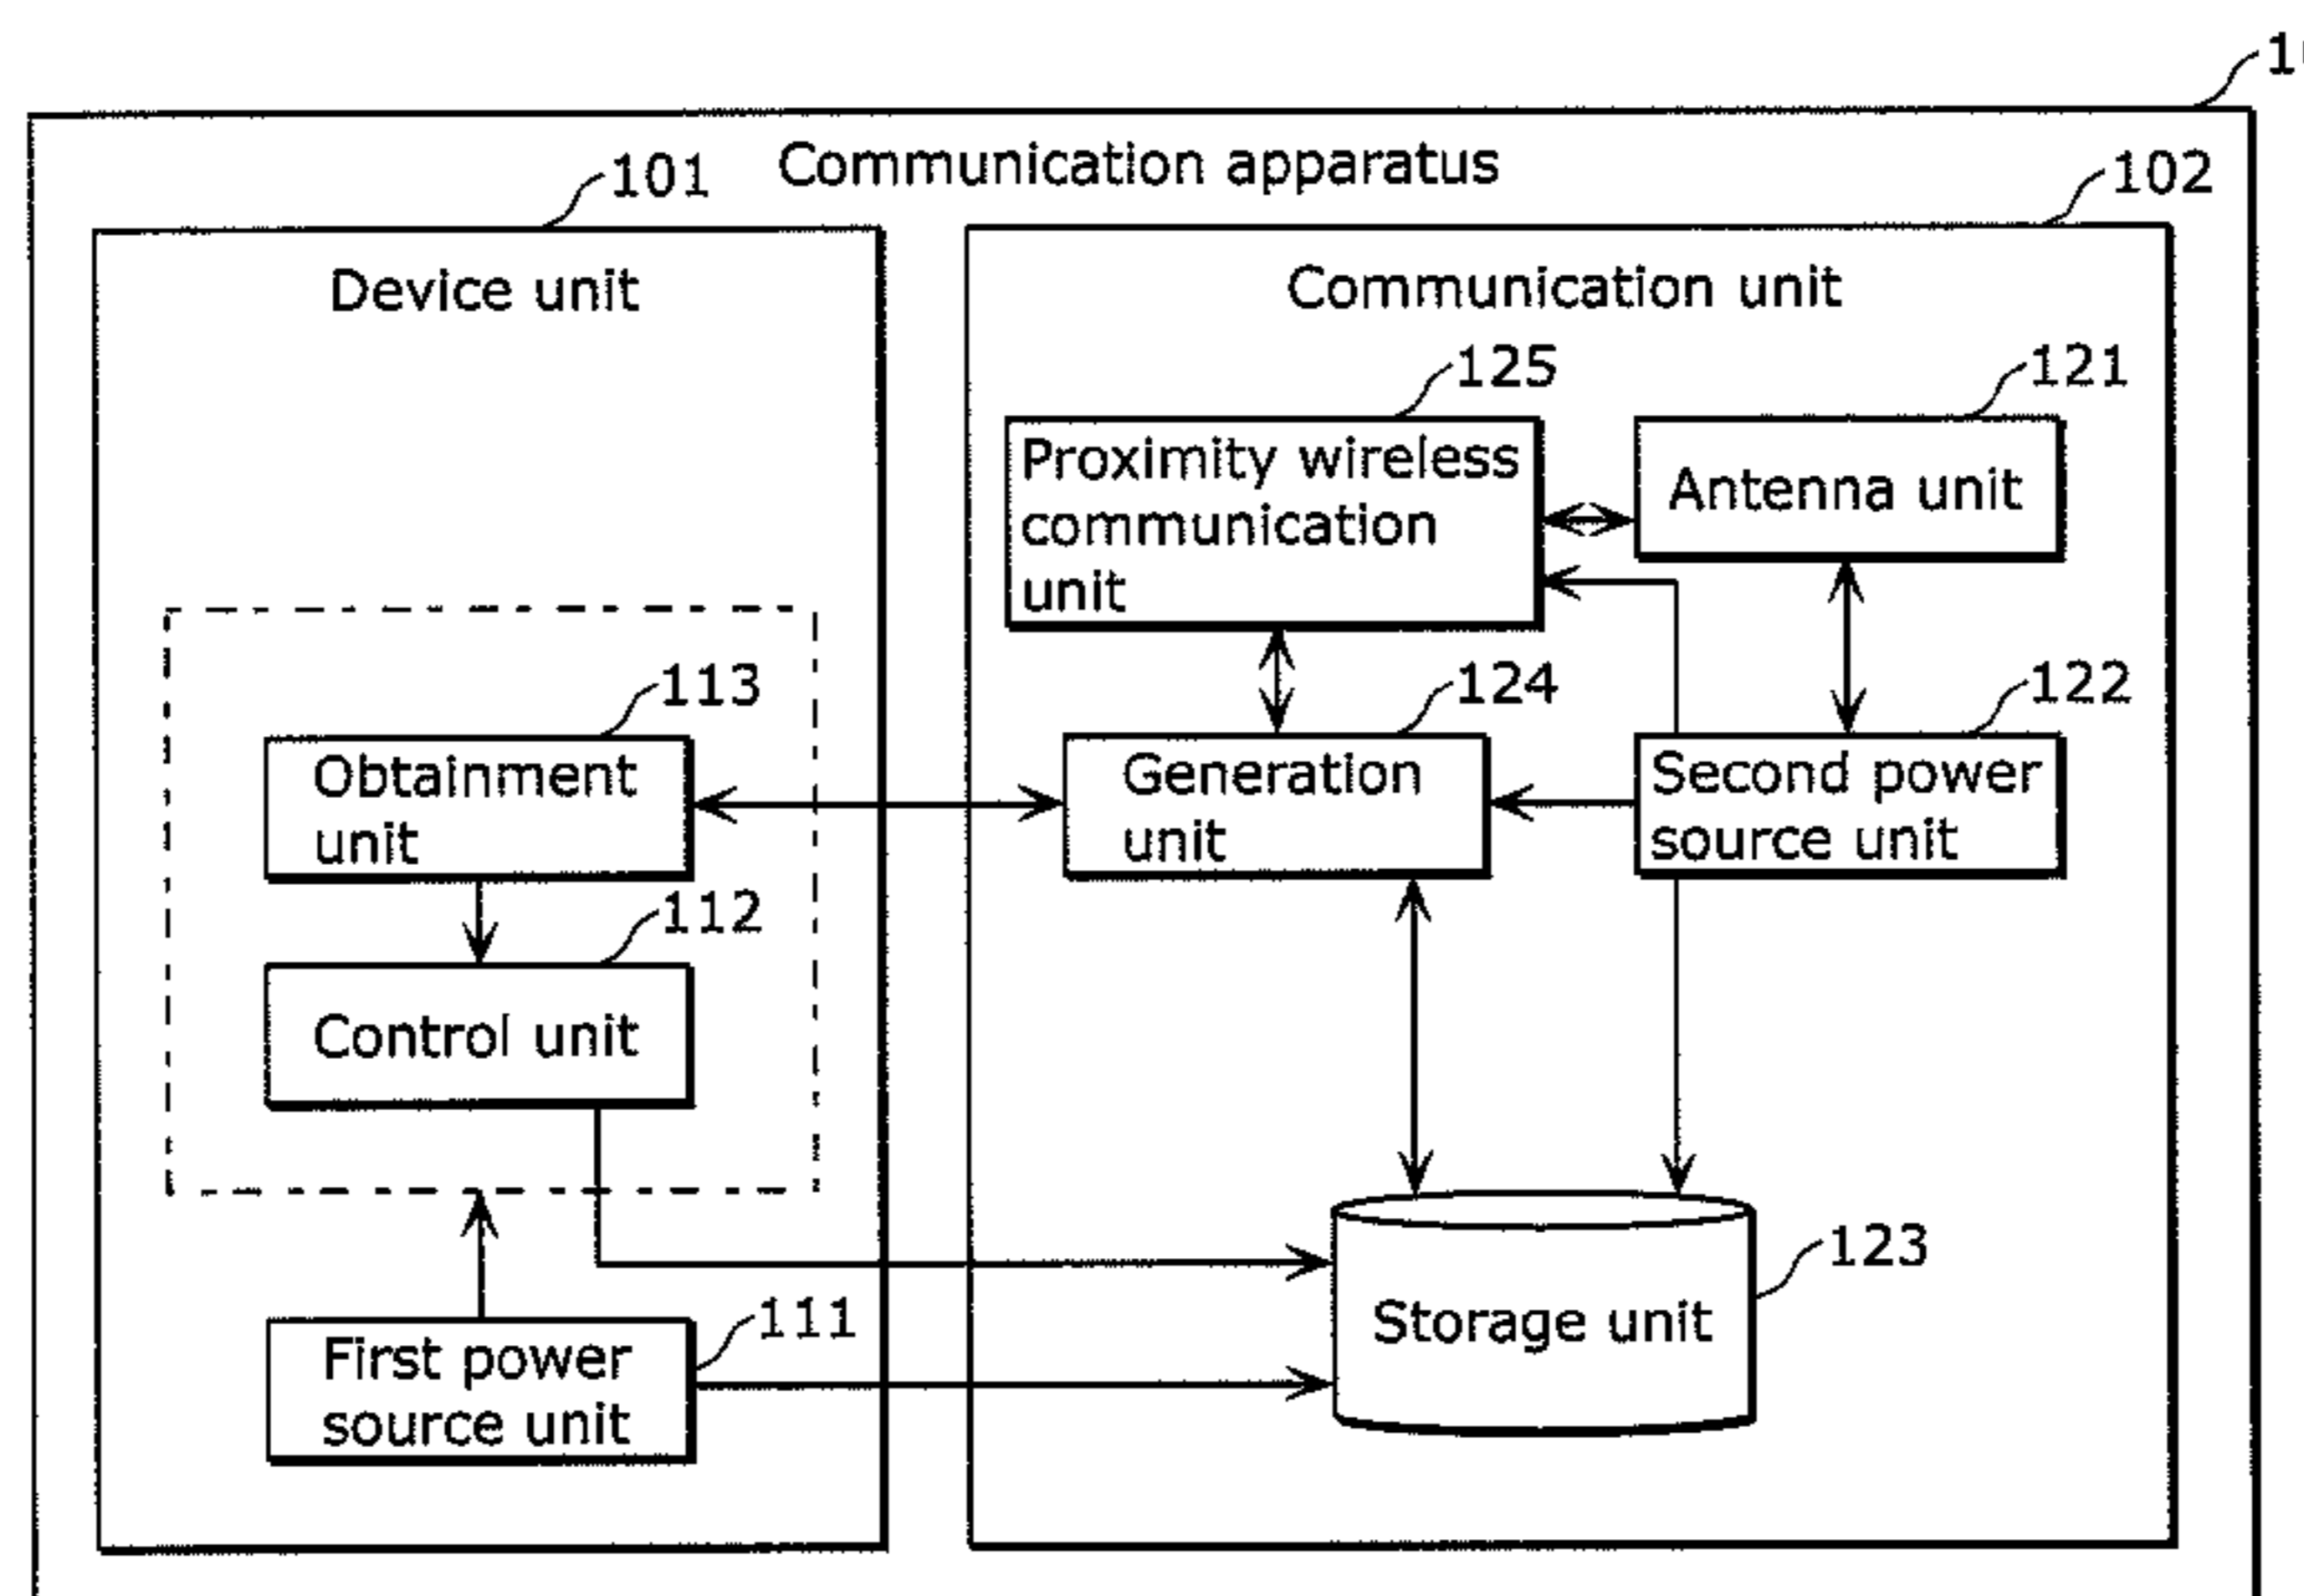 Communication apparatus
101
102
Device unit
Communication unit
125
121
Proximity wireless
communication
unit
Antenna unit
113
124
122
Obtainment
unit
Generation
unit
Second power
source unit
112
Control unit
123
Storage unit
111
First power
source unit